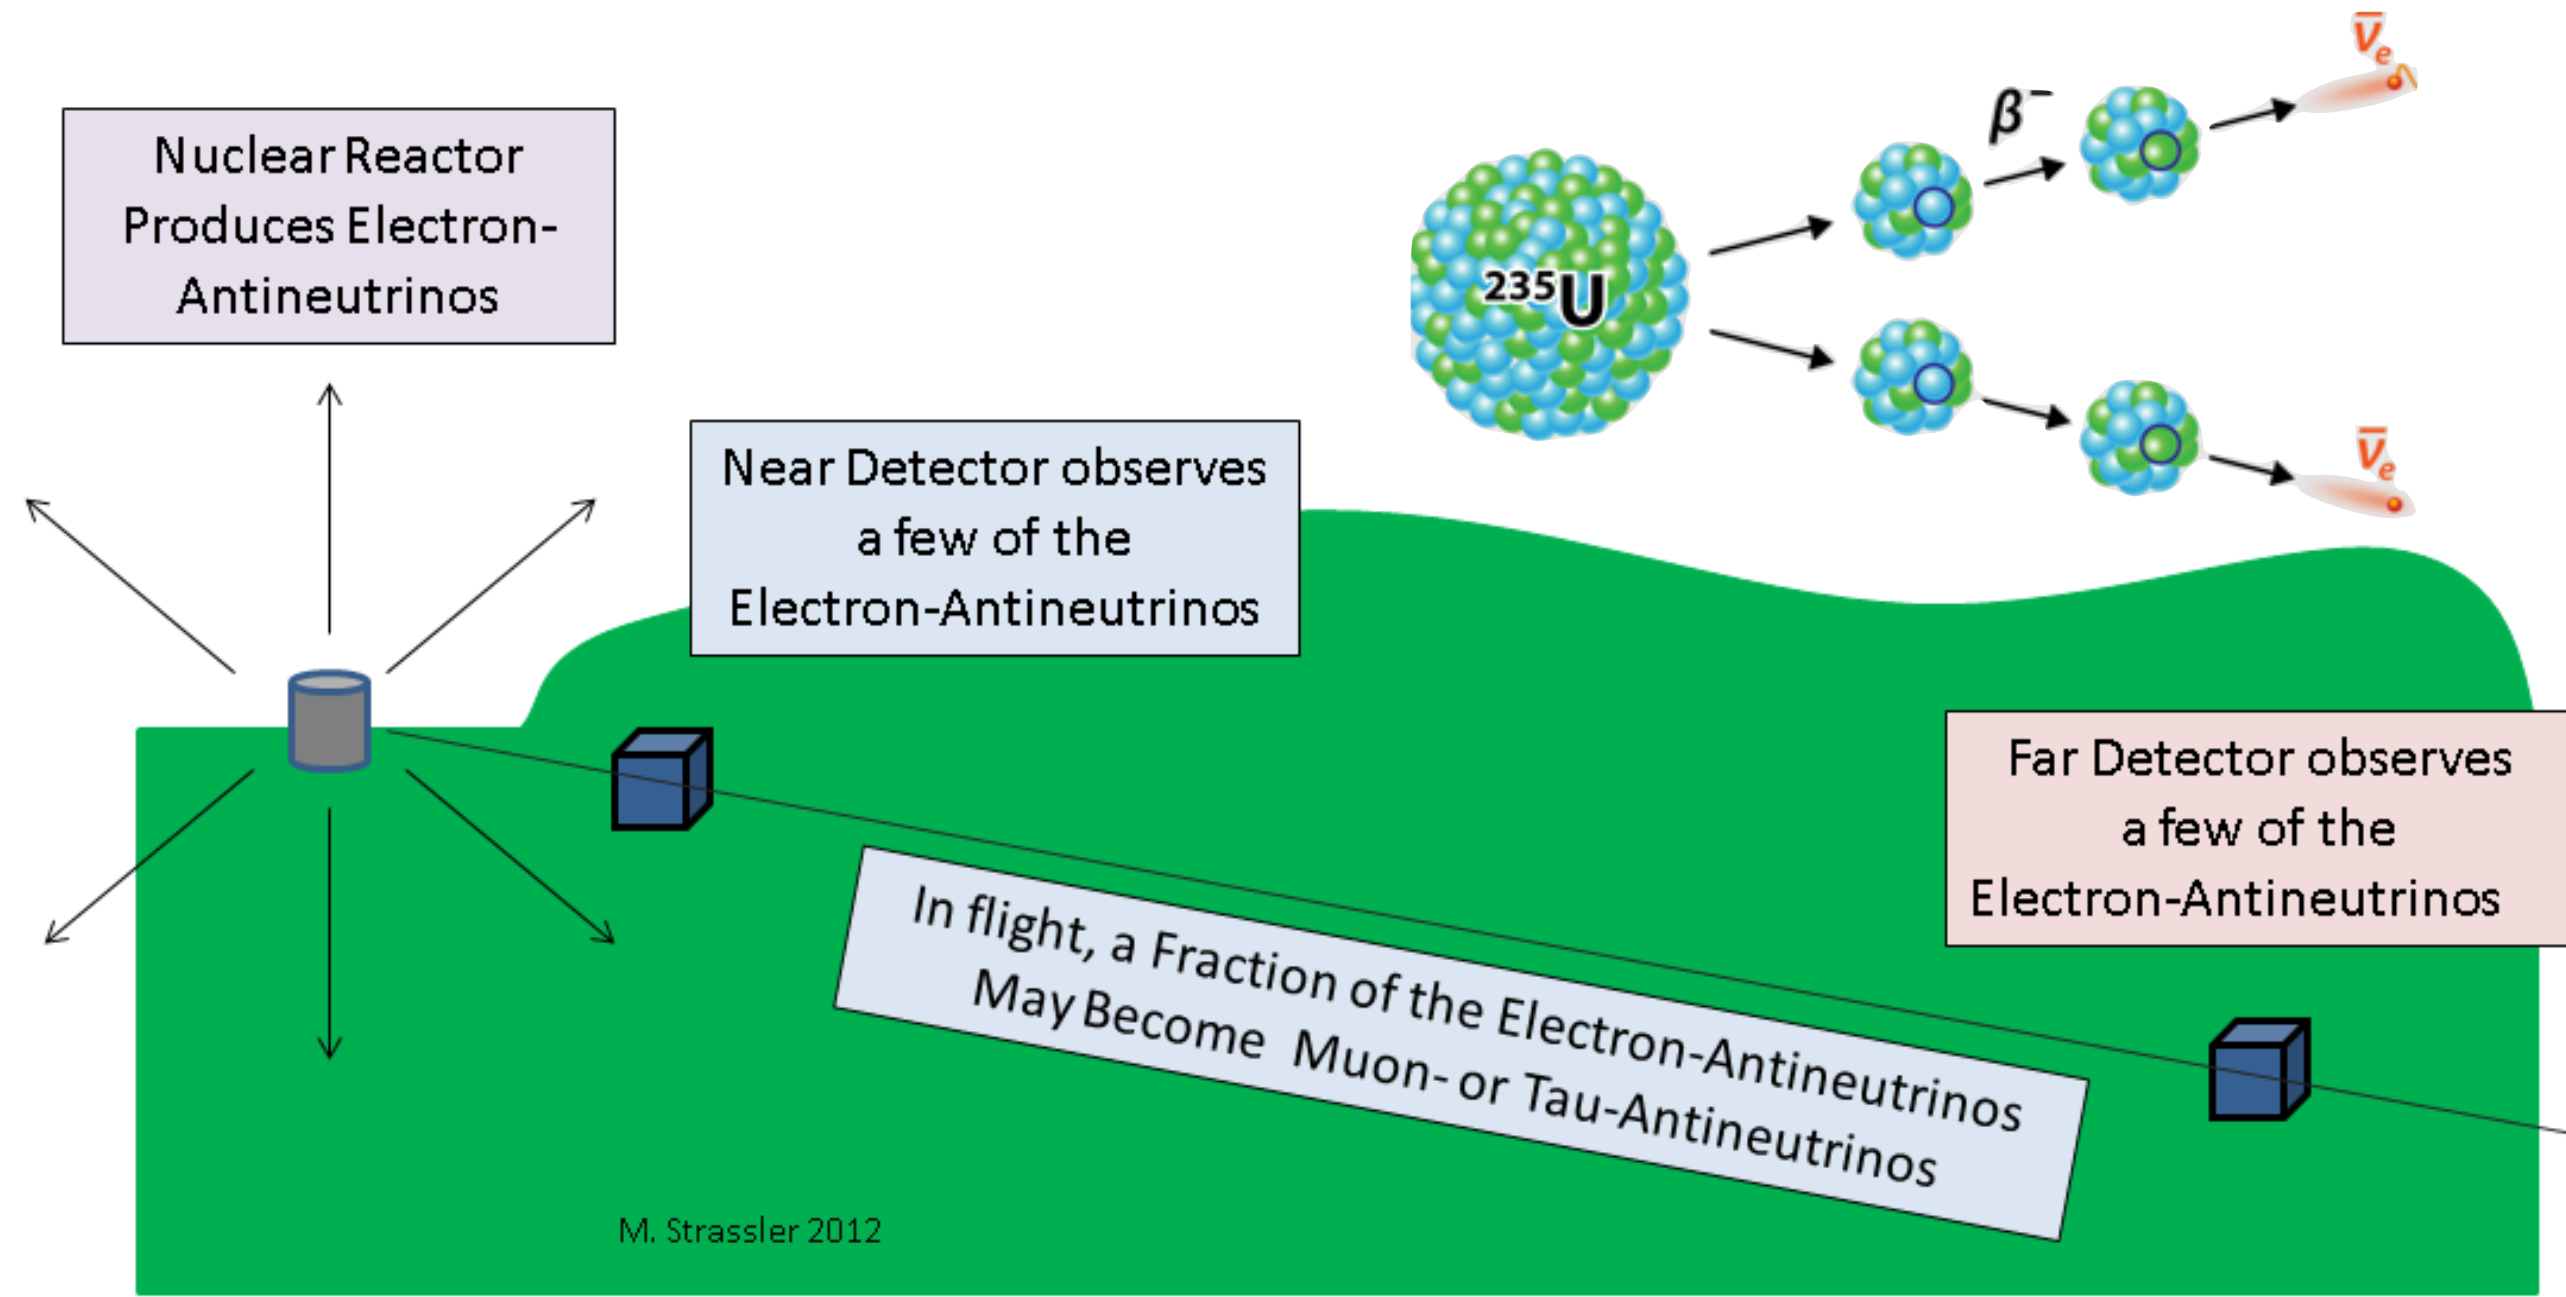 Nuclear Reactor
Produces Electron-
Antineutrinos
ν̅e
β⁻
²³⁵U
ν̅e
Near Detector observes
a few of the
Electron-Antineutrinos
Far Detector observes
a few of the
Electron-Antineutrinos
In flight, a Fraction of the Electron-Antineutrinos
May Become Muon- or Tau-Antineutrinos
M. Strassler 2012